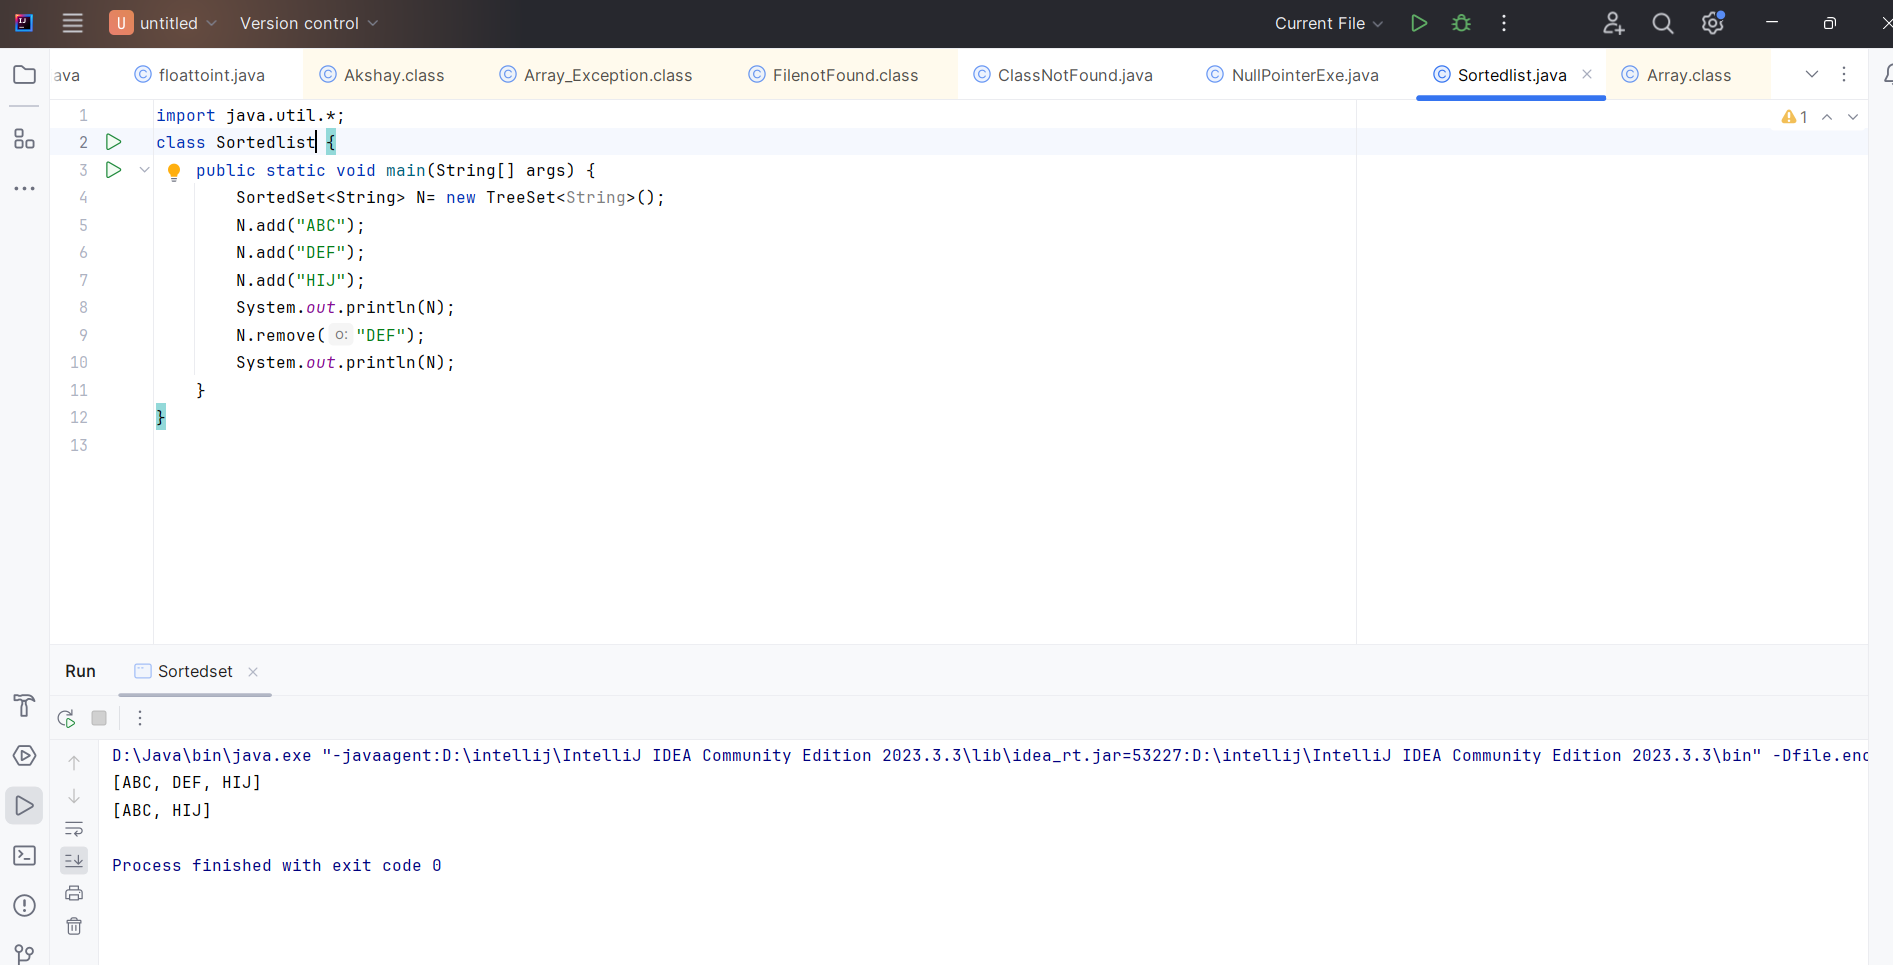 U untitled Version control Current File
ava floattoint.java Akshay.class Array_Exception.class FilenotFound.class ClassNotFound.java NullPointerExe.java Sortedlist.java Array.class
1 import java.util.*;
2 class Sortedlist {
3 public static void main(String[] args) {
4 SortedSet<String> N= new TreeSet<String>();
5 N.add("ABC");
6 N.add("DEF");
7 N.add("HIJ");
8 System.out.println(N);
9 N.remove( o: "DEF");
10 System.out.println(N);
11 }
12 }
13
1
Run Sortedset
D:\Java\bin\java.exe "-javaagent:D:\intellij\IntelliJ IDEA Community Edition 2023.3.3\lib\idea_rt.jar=53227:D:\intellij\IntelliJ IDEA Community Edition 2023.3.3\bin" -Dfile.enc
[ABC, DEF, HIJ]
[ABC, HIJ]
Process finished with exit code 0